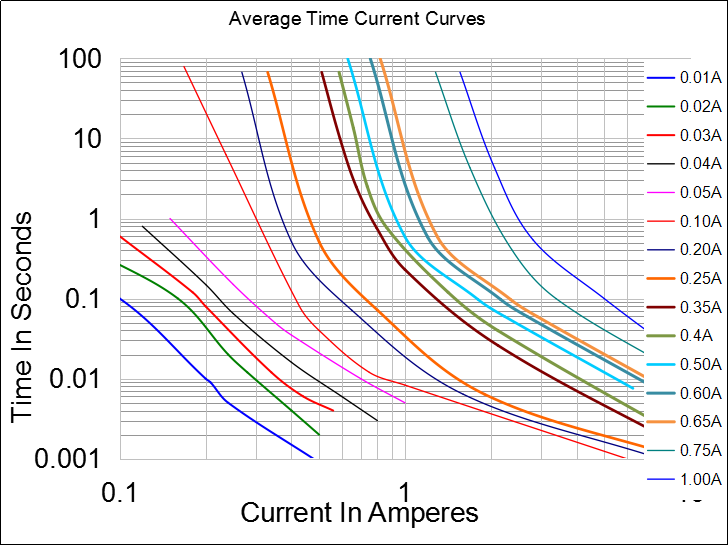 Average Time Current Curves
100
10
1
0.1
0.01
0.001
Time In Seconds
0.1
1
Current In Amperes
0.01A
0.02A
0.03A
0.04A
0.05A
0.10A
0.20A
0.25A
0.35A
0.4A
0.50A
0.60A
0.65A
0.75A
1.00A